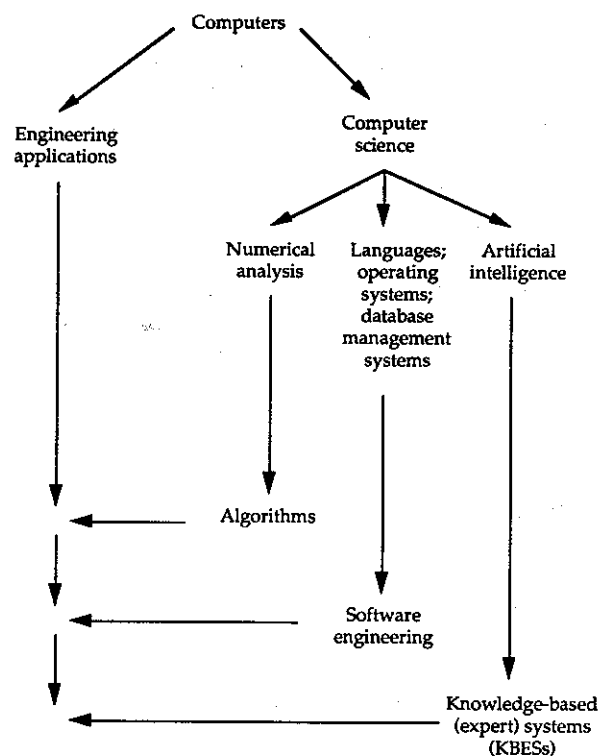 Computers
Engineering
applications
Computer
science
Numerical
analysis
Languages;
operating
systems;
database
management
systems
Artificial
intelligence
Algorithms
Software
engineering
Knowledge-based
(expert) systems
(KBESs)